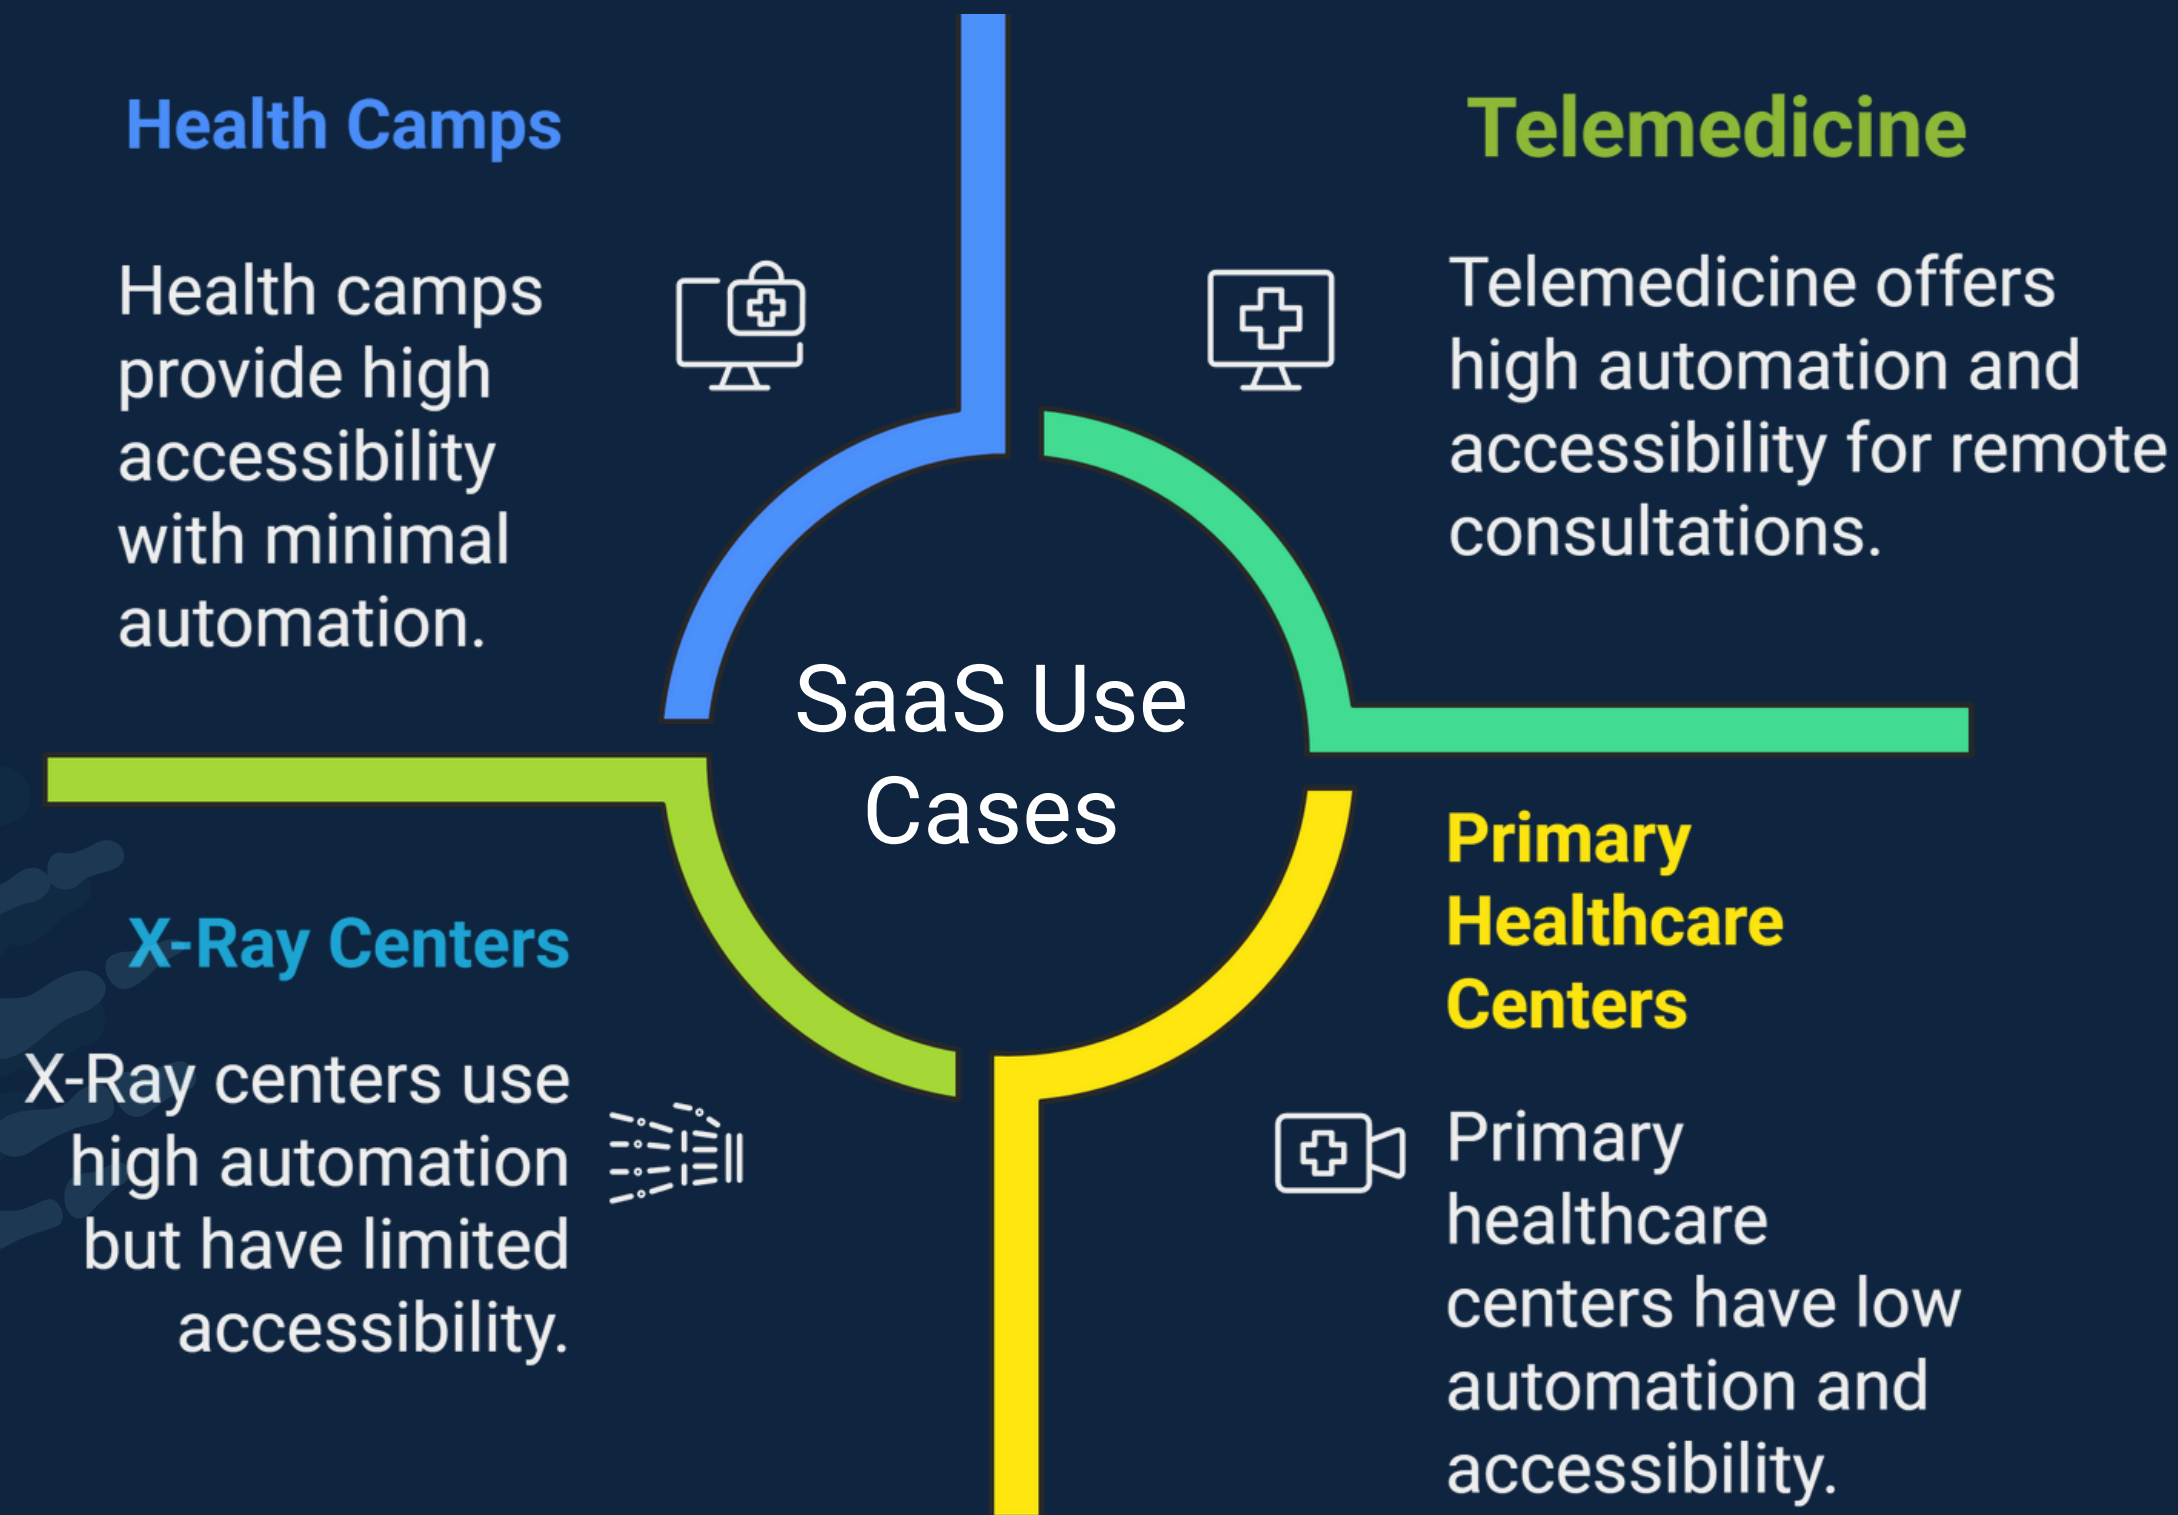 Health Camps
Health camps
provide high
accessibility
with minimal
automation.
Telemedicine
Telemedicine offers
high automation and
accessibility for remote
consultations.
SaaS Use
Cases
X-Ray Centers
X-Ray centers use
high automation
but have limited
accessibility.
Primary
Healthcare
Centers
Primary
healthcare
centers have low
automation and
accessibility.